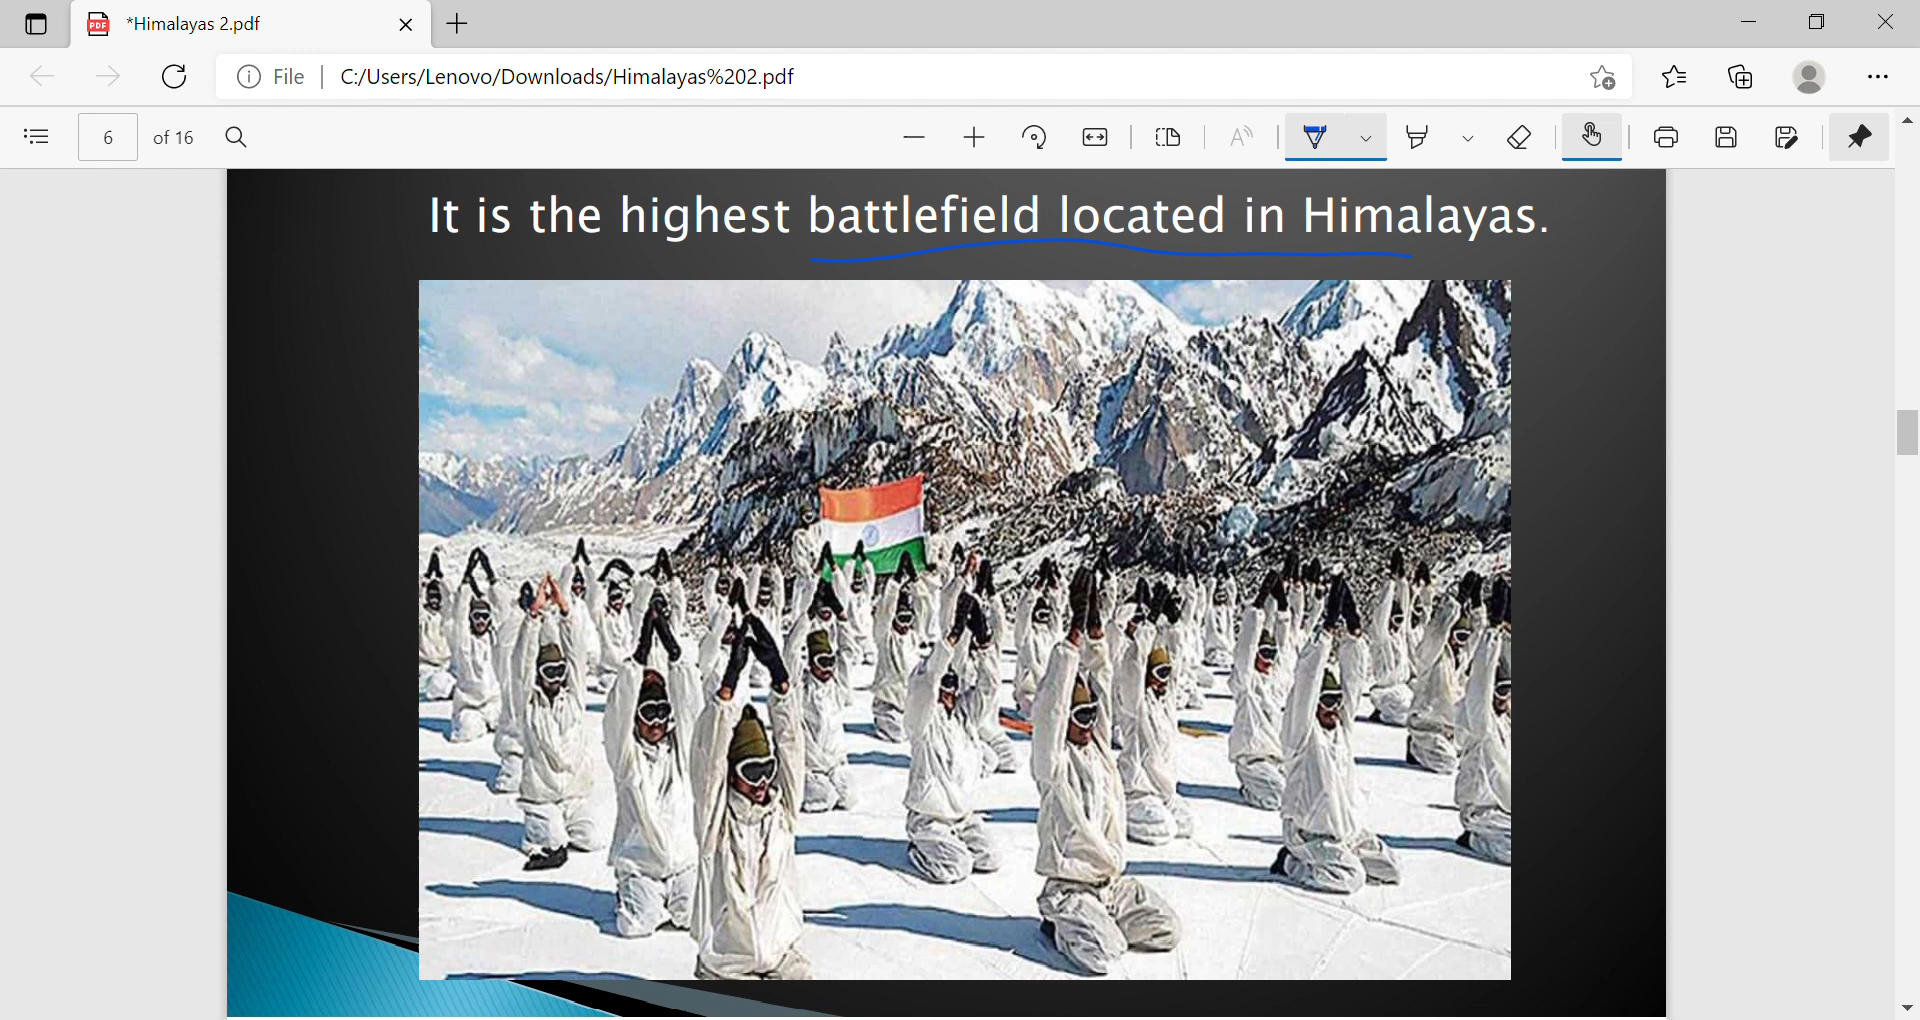 *Himalayas 2.pdf
File C:/Users/Lenovo/Downloads/Himalayas%202.pdf
6 of 16
It is the highest battlefield located in Himalayas.